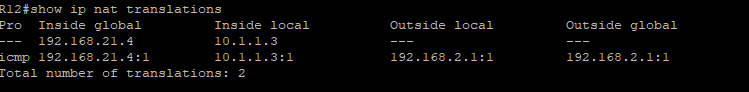 R12#show ip nat translations
Pro  Inside global         Inside local          Outside local         Outside global
---  192.168.21.4          10.1.1.3              ---                   ---
icmp 192.168.21.4:1        10.1.1.3:1            192.168.2.1:1         192.168.2.1:1
Total number of translations: 2